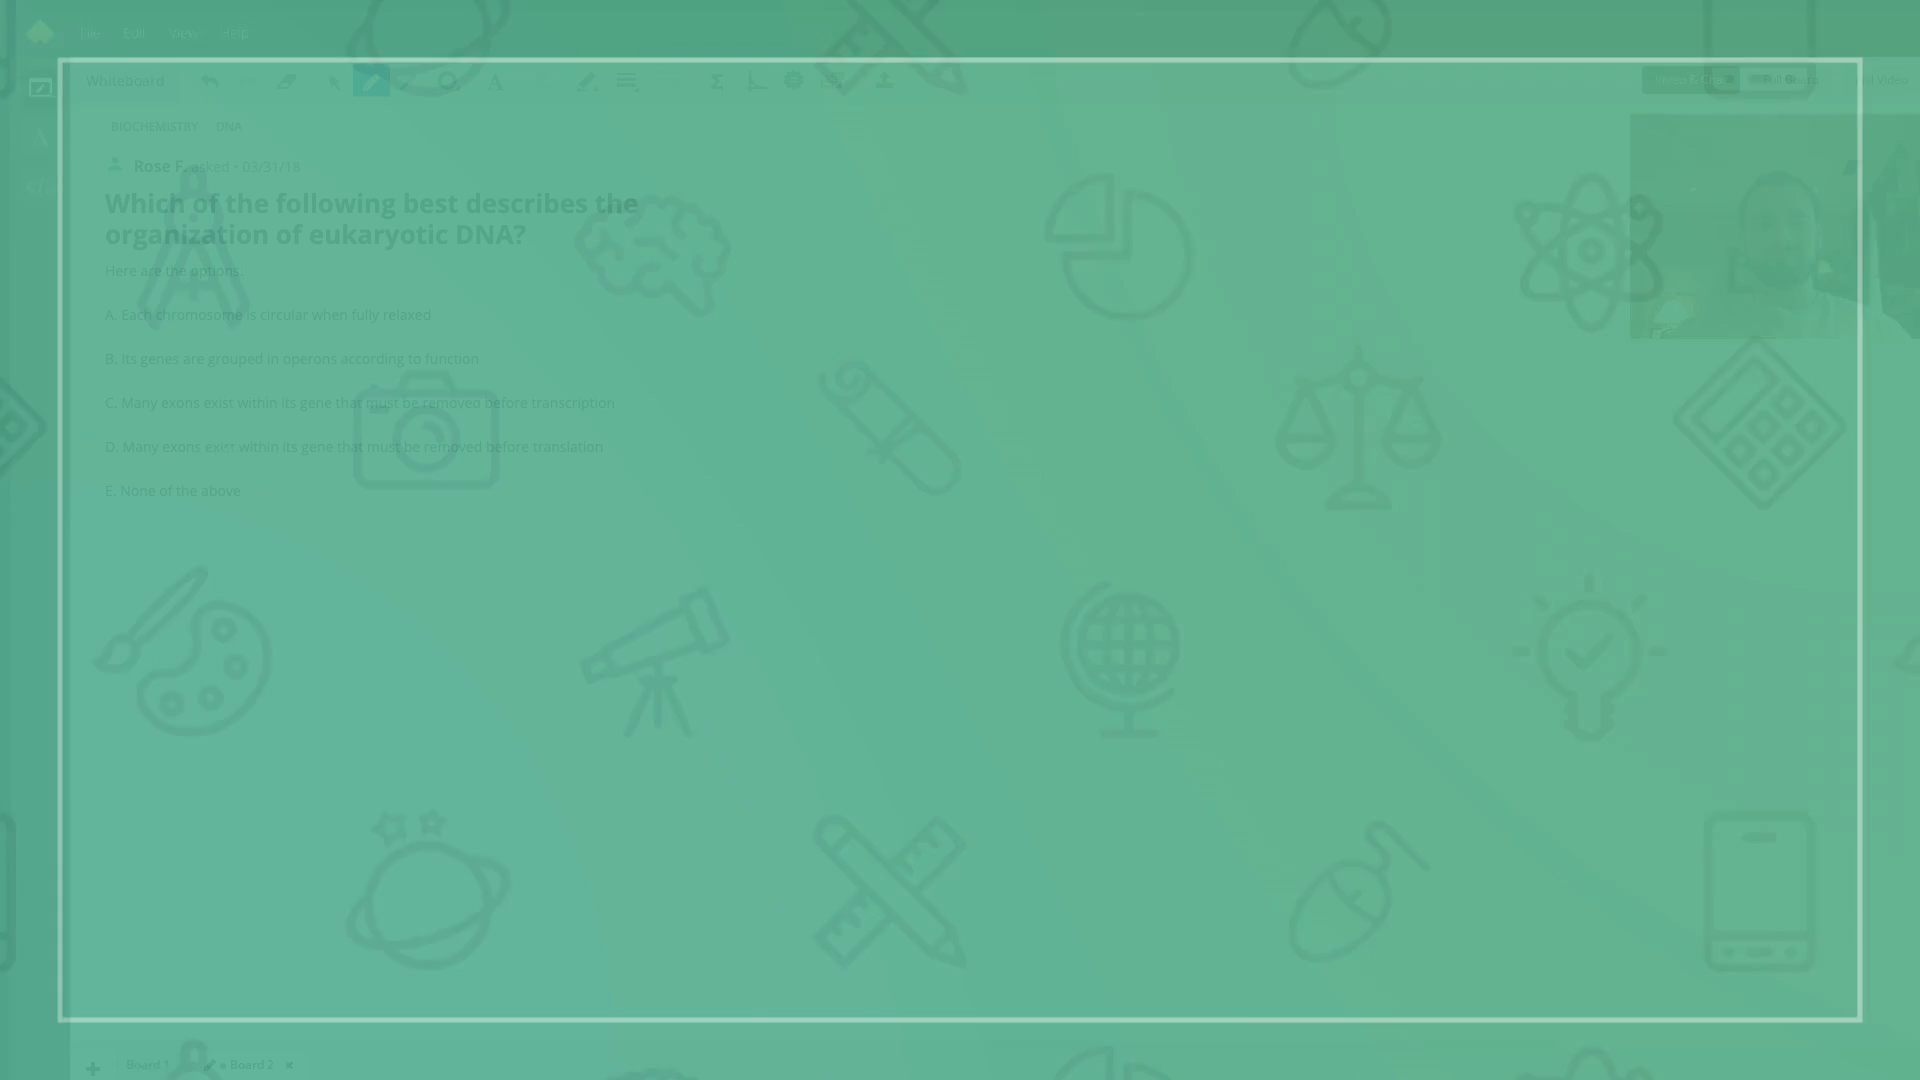 File Edit View Help
Whiteboard
BIOCHEMISTRY DNA
Rose F. asked • 03/31/18
Which of the following best describes the
organization of eukaryotic DNA?
Here are the options.
A. Each chromosome is circular when fully relaxed
B. Its genes are grouped in operons according to function
C. Many exons exist within its gene that must be removed before transcription
D. Many exons exist within its gene that must be removed before translation
E. None of the above
Board 1 Board 2